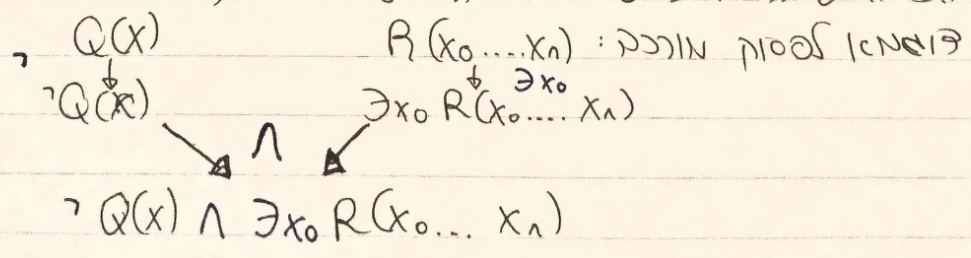 דוגמא לפסוק מורכב: R(x₀....xₙ)   Q(x)
¬   ↓   ↓ ∃x₀
¬Q(x)   ∃x₀ R(x₀.... xₙ)
∧
¬Q(x) ∧ ∃x₀ R(x₀... xₙ)